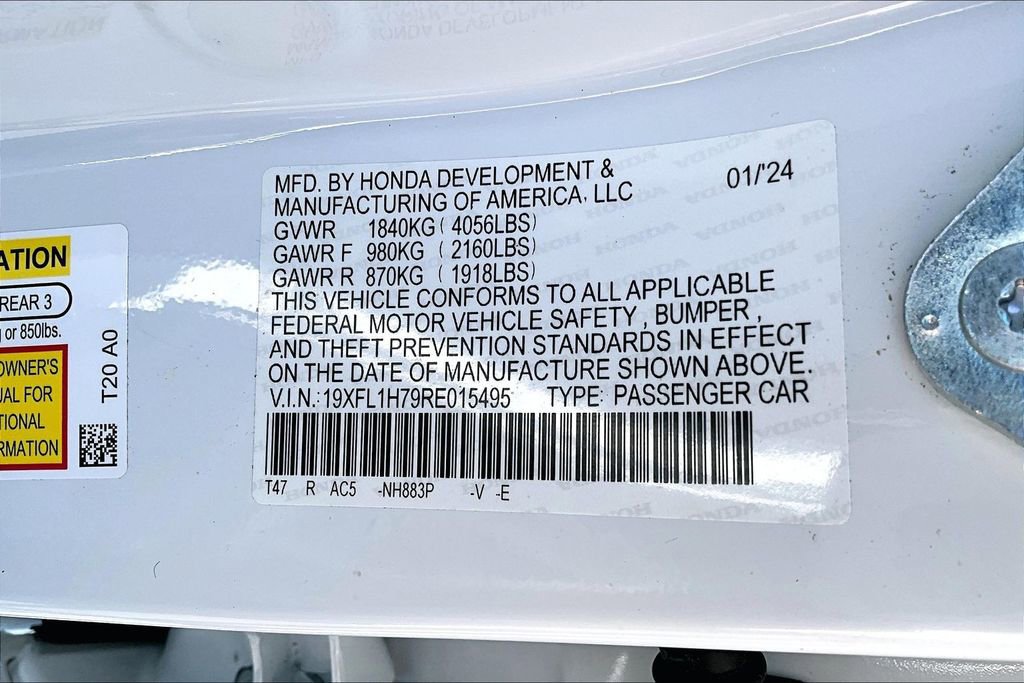 MFD. BY HONDA DEVELOPMENT & 01/'24
MANUFACTURING OF AMERICA, LLC
GVWR 1840KG ( 4056LBS)
GAWR F 980KG ( 2160LBS)
GAWR R 870KG ( 1918LBS)
THIS VEHICLE CONFORMS TO ALL APPLICABLE
FEDERAL MOTOR VEHICLE SAFETY, BUMPER,
AND THEFT PREVENTION STANDARDS IN EFFECT
ON THE DATE OF MANUFACTURE SHOWN ABOVE.
V.I.N.: 19XFL1H79RE015495 TYPE: PASSENGER CAR
T47 R AC5 -NH883P -V -E
ATION
REAR 3
or 850lbs.
OWNER'S
UAL FOR
TIONAL
RMATION
T20 A0